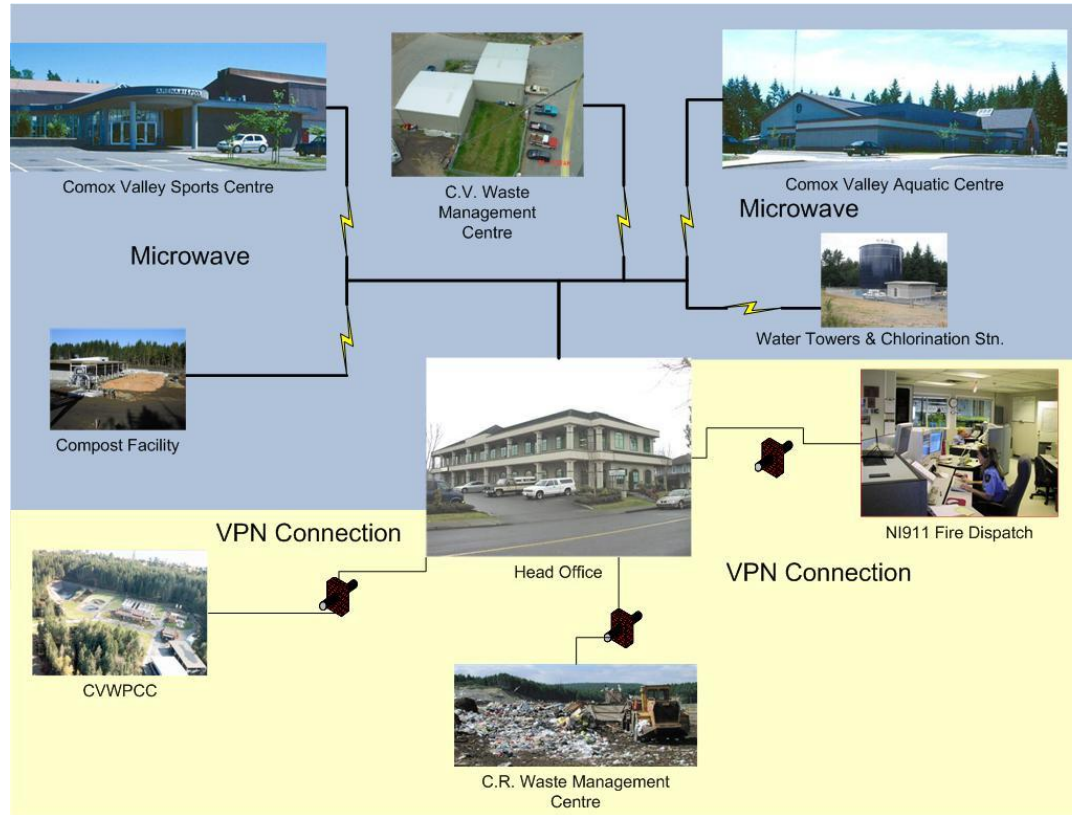 Comox Valley Sports Centre
C.V. Waste
Management
Centre
Comox Valley Aquatic Centre
Microwave
Microwave
Water Towers & Chlorination Stn.
Compost Facility
VPN Connection
Head Office
NI911 Fire Dispatch
VPN Connection
CVWPCC
C.R. Waste Management
Centre